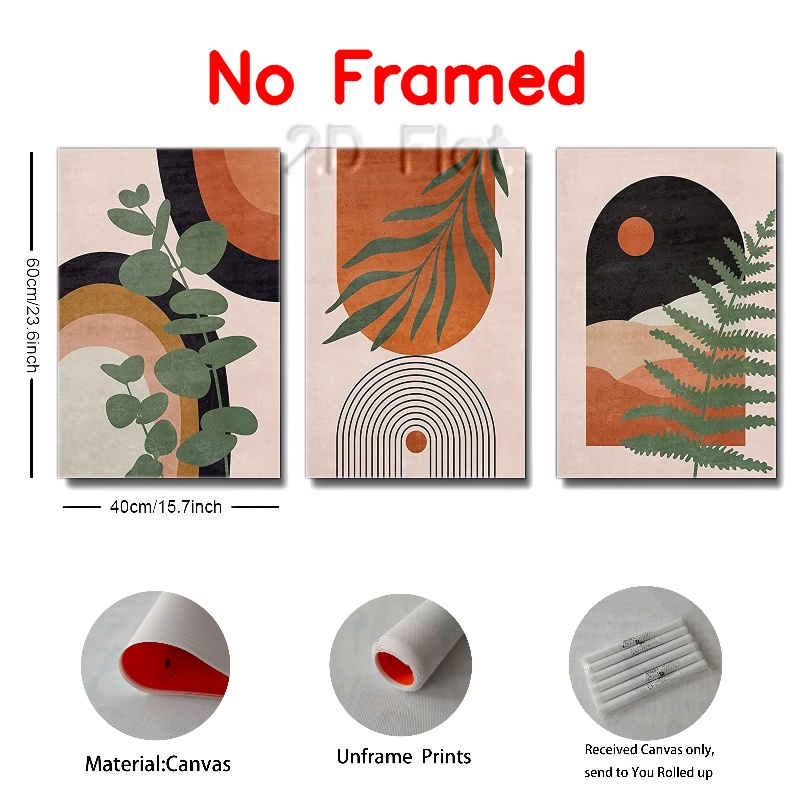 No Framed
2D Flat.
60cm/23.6inch
40cm/15.7inch
Material:Canvas
Unframe Prints
Received Canvas only,
send to You Rolled up